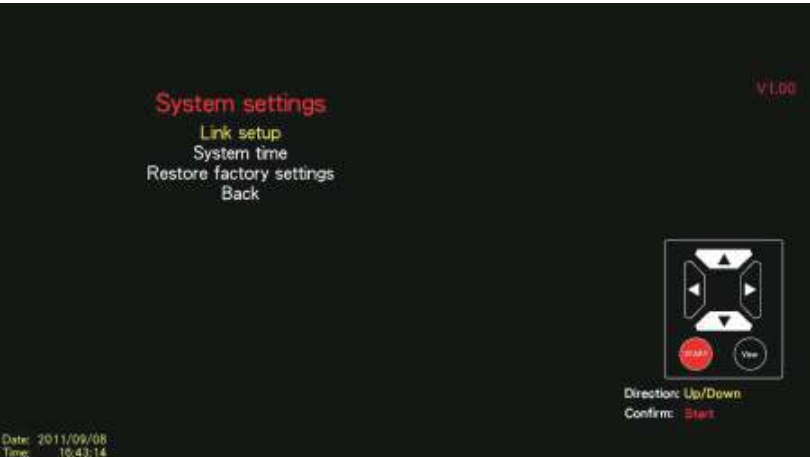 System settings
V1.00
Link setup
System time
Restore factory settings
Back
START
View
Direction: Up/Down
Confirm: Start
Date: 2011/09/08
Time: 16:43:14